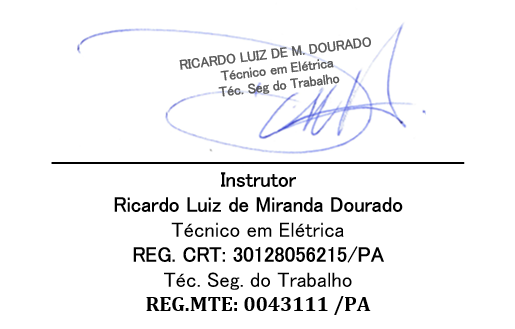 RICARDO LUIZ DE M. DOURADO
Técnico em Elétrica
Téc. Seg do Trabalho
Instrutor
Ricardo Luiz de Miranda Dourado
Técnico em Elétrica
REG. CRT: 30128056215/PA
Téc. Seg. do Trabalho
REG.MTE: 0043111 /PA